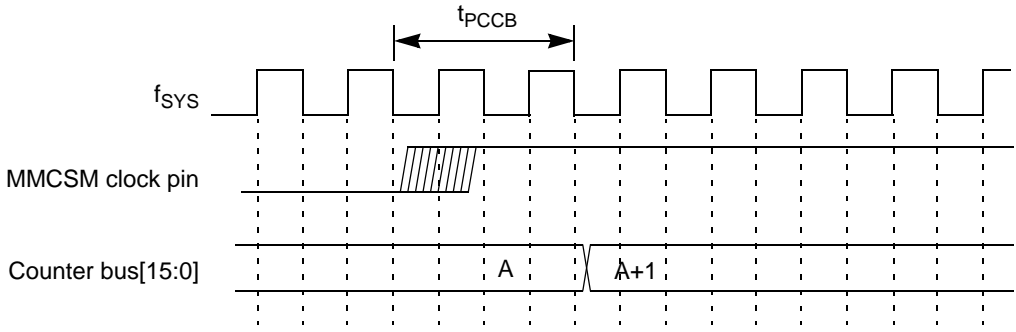 tPCCB
fSYS
MMCSM clock pin
Counter bus[15:0]
A
A+1